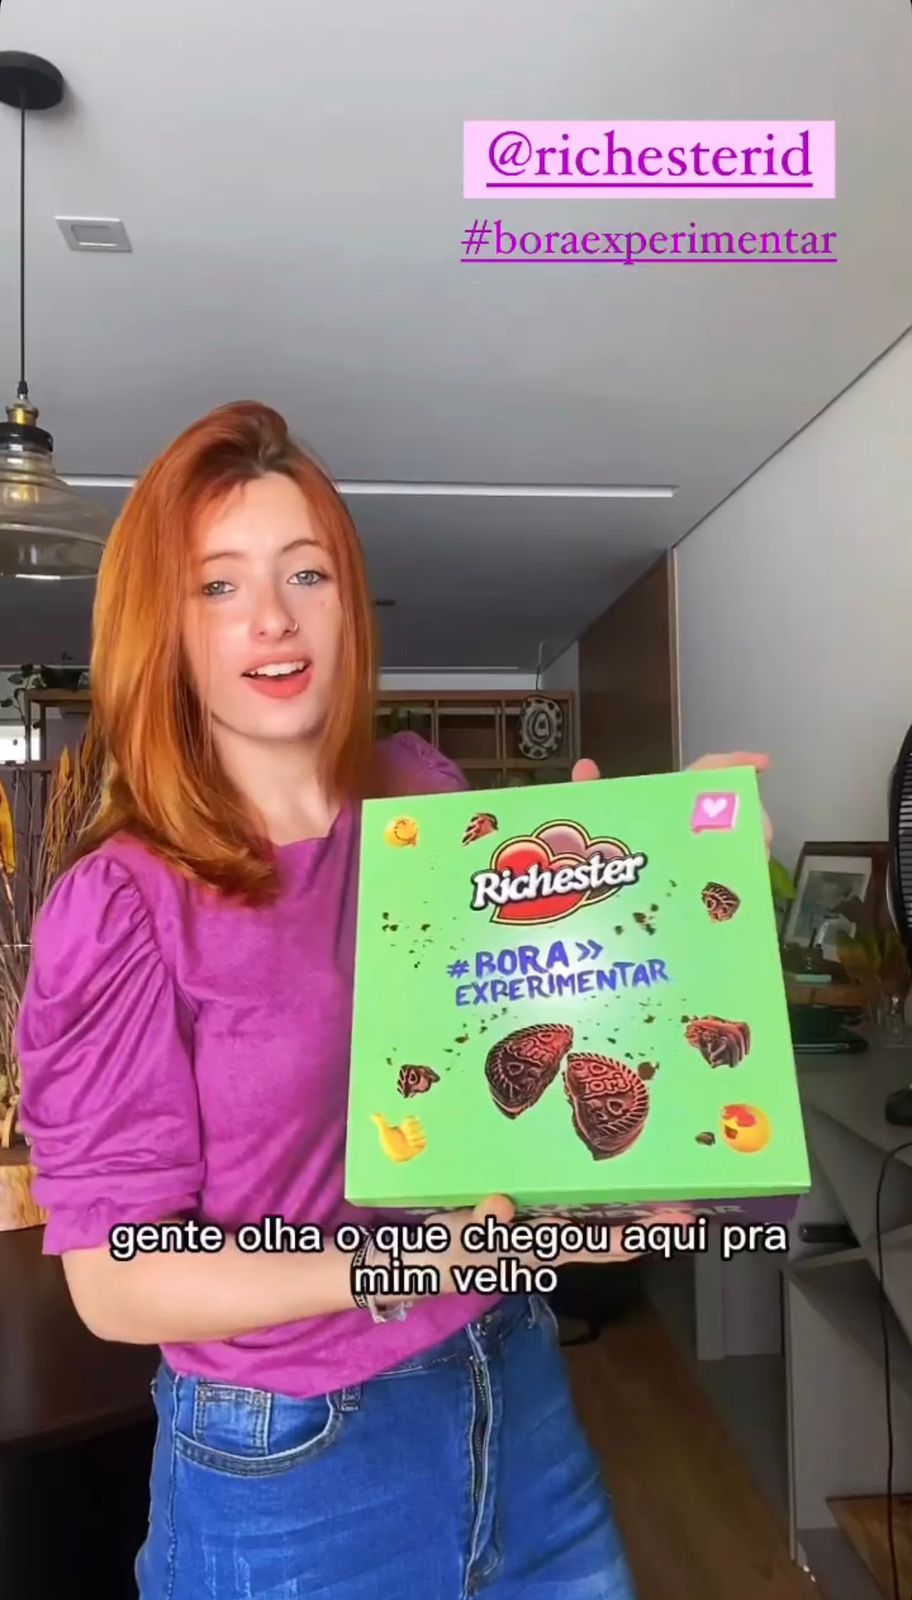 @richesterid
#boraexperimentar
Richester
#BORA»
EXPERIMENTAR
gente olha o que chegou aqui pra
mim velho